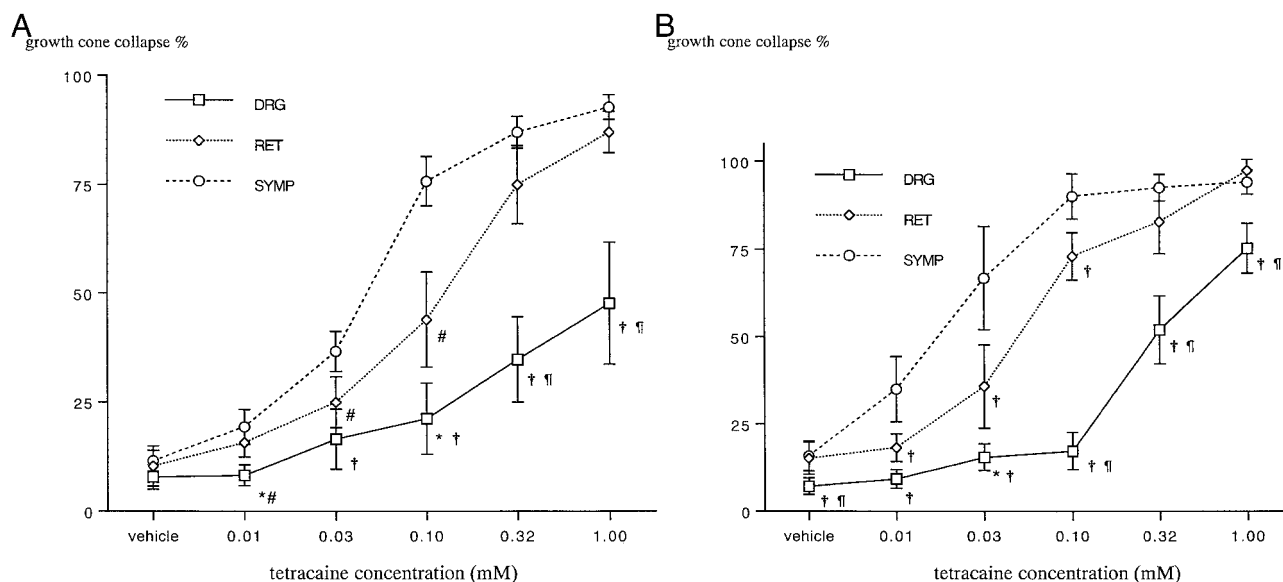 A
growth cone collapse %
100
75
50
25
0
DRG
RET
SYMP
#
#
† ¶
† ¶
* †
†
*#
vehicle 0.01 0.03 0.10 0.32 1.00
tetracaine concentration (mM)
B
growth cone collapse %
100
75
50
25
0
DRG
RET
SYMP
†
† ¶
†
† ¶
†
† ¶
* †
†
† ¶
vehicle 0.01 0.03 0.10 0.32 1.00
tetracaine concentration (mM)